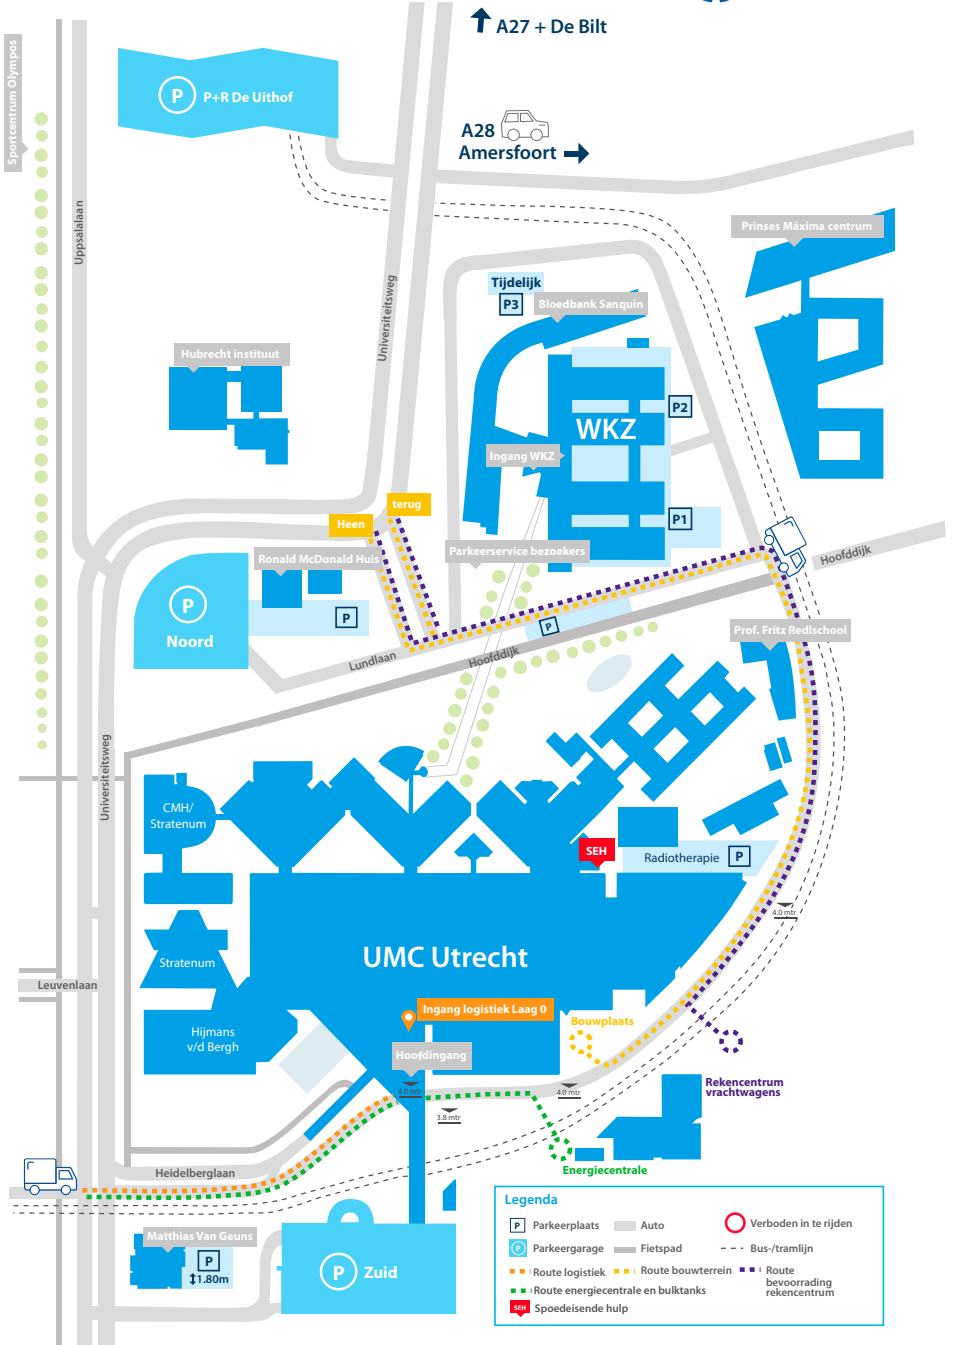 A27 + De Bilt
Sportcentrum Olympos
P
P+R De Uithof
A28
Amersfoort
Uppsalalaan
Prinses Máxima centrum
Tijdelijk
P3
Bloedbank Sanquin
Universiteitsweg
Hubrecht instituut
P2
WKZ
Ingang WKZ
terug
Heen
P1
Parkeerservice bezoekers
Hoofddijk
Ronald McDonald Huis
P
Noord
P
P
Prof. Fritz Redlschool
Lundlaan
Hoofddijk
Universiteitsweg
CMH/
Stratenum
SEH
Radiotherapie
P
4.0 mtr
UMC Utrecht
Stratenum
Leuvenlaan
Ingang logistiek Laag 0
Bouwplaats
Hijmans
v/d Bergh
Hoofdingang
Rekencentrum
vrachtwagens
4.0 mtr
4.0 mtr
3.8 mtr
Energiecentrale
Heidelberglaan
Matthias Van Geuns
P
1.80m
P
Zuid
Legenda
P Parkeerplaats
Auto
Verboden in te rijden
P Parkeergarage
Fietspad
Bus-/tramlijn
Route logistiek
Route bouwterrein
Route
bevoorrading
rekencentrum
Route energiecentrale en bulktanks
SEH Spoedeisende hulp